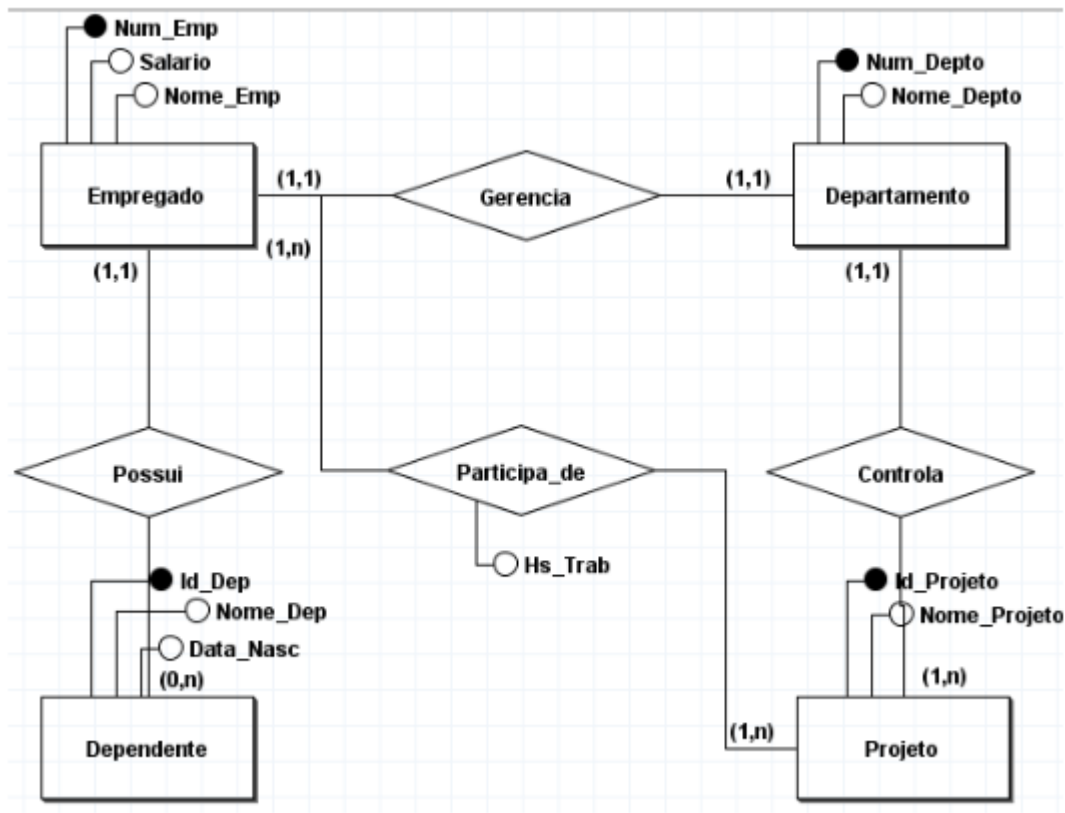 Num_Emp
Salario
Nome_Emp
Num_Depto
Nome_Depto
Empregado
(1,1)
Gerencia
(1,1)
Departamento
(1,n)
(1,1)
(1,1)
Possui
Participa_de
Controla
Hs_Trab
Id_Dep
Nome_Dep
Data_Nasc
(0,n)
Id_Projeto
Nome_Projeto
(1,n)
(1,n)
Dependente
Projeto